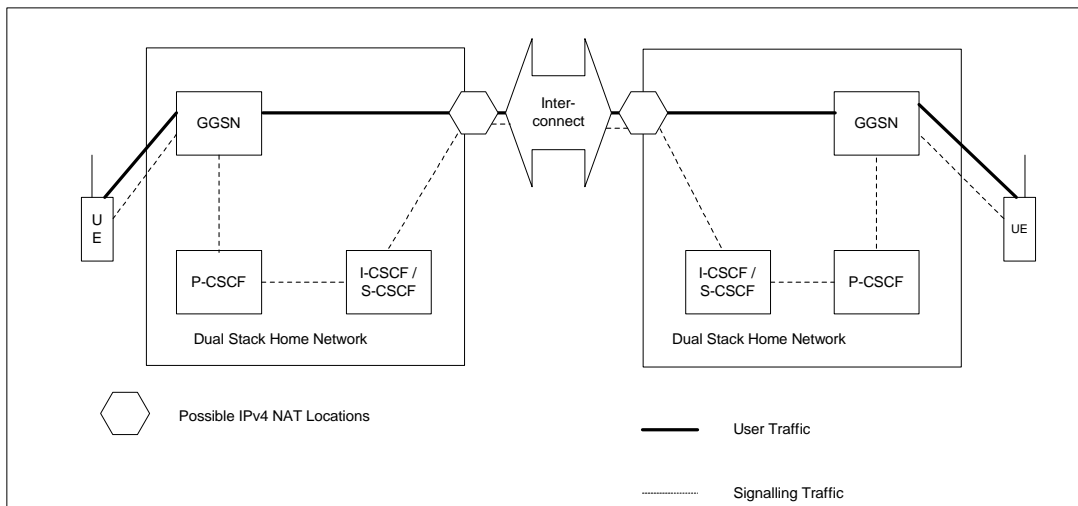 GGSN
Inter-
connect
GGSN
U
E
UE
P-CSCF
I-CSCF /
S-CSCF
I-CSCF /
S-CSCF
P-CSCF
Dual Stack Home Network
Dual Stack Home Network
Possible IPv4 NAT Locations
User Traffic
Signalling Traffic